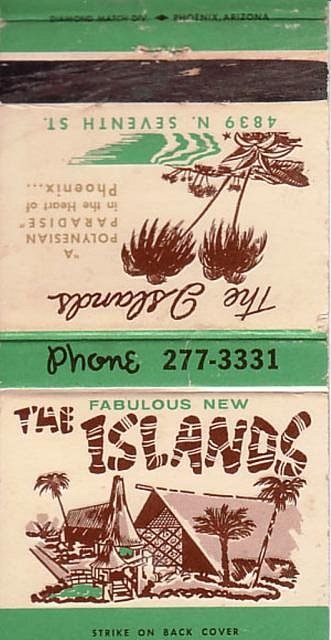 DIAMOND MATCH DIV. PHOENIX, ARIZONA
4839 N. SEVENTH ST.
"A
POLYNESIAN
PARADISE"
in the Heart of
Phoenix...
The Islands
Phone 277-3331
FABULOUS NEW
THE ISLANDS
STRIKE ON BACK COVER